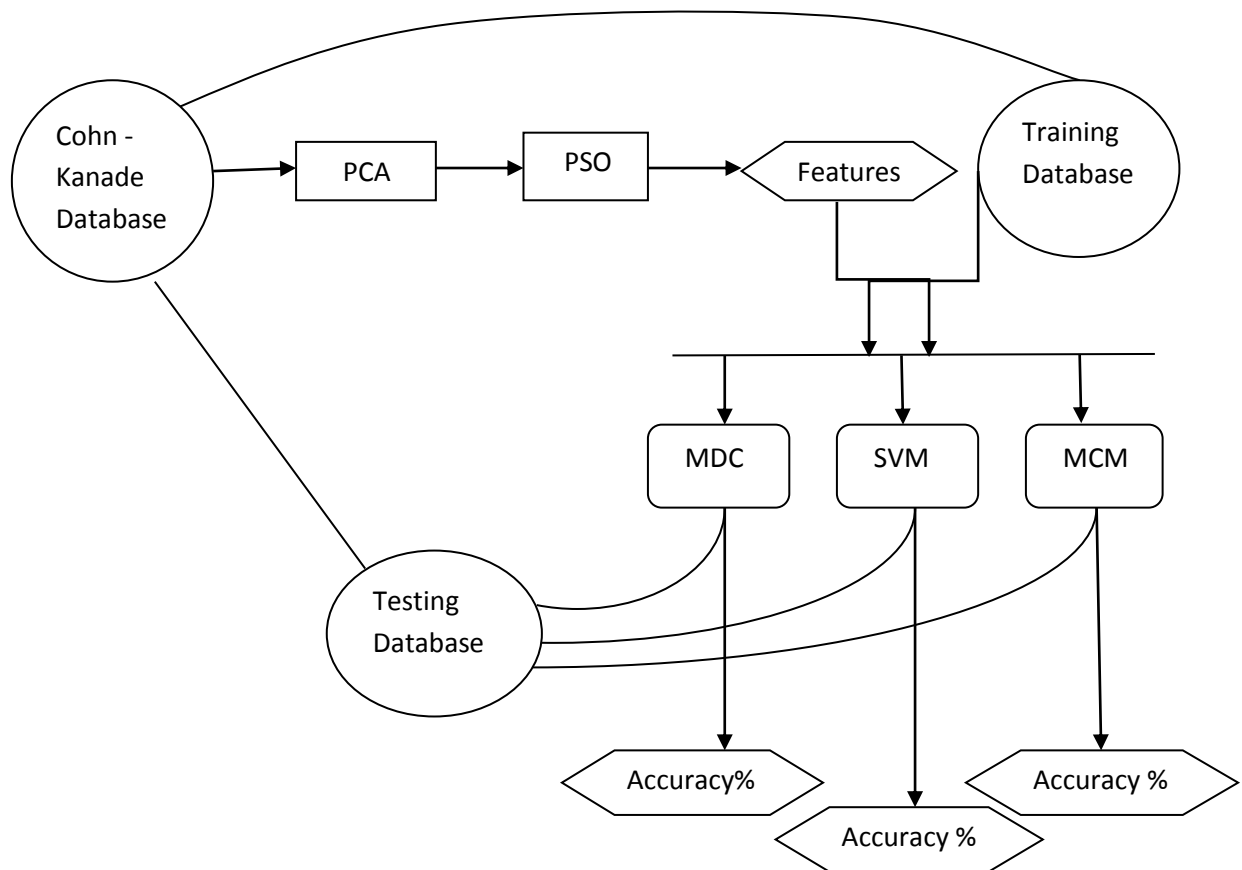 Cohn -
Kanade
Database
PCA
PSO
Features
Training
Database
MDC
SVM
MCM
Testing
Database
Accuracy%
Accuracy %
Accuracy %